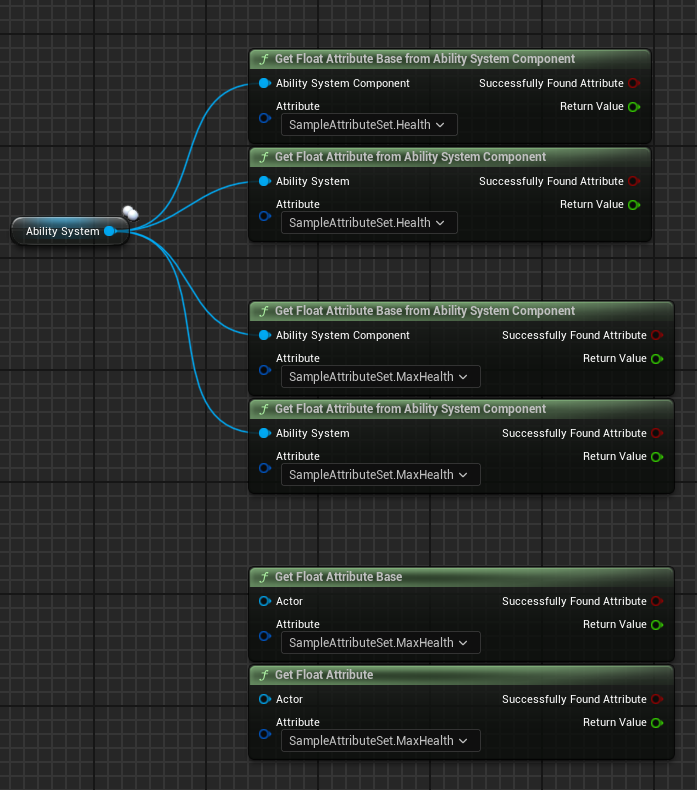 f Get Float Attribute Base from Ability System Component
Ability System Component Successfully Found Attribute
Attribute Return Value
SampleAttributeSet.Health
f Get Float Attribute from Ability System Component
Ability System Successfully Found Attribute
Attribute Return Value
SampleAttributeSet.Health
Ability System
f Get Float Attribute Base from Ability System Component
Ability System Component Successfully Found Attribute
Attribute Return Value
SampleAttributeSet.MaxHealth
f Get Float Attribute from Ability System Component
Ability System Successfully Found Attribute
Attribute Return Value
SampleAttributeSet.MaxHealth
f Get Float Attribute Base
Actor Successfully Found Attribute
Attribute Return Value
SampleAttributeSet.MaxHealth
f Get Float Attribute
Actor Successfully Found Attribute
Attribute Return Value
SampleAttributeSet.MaxHealth